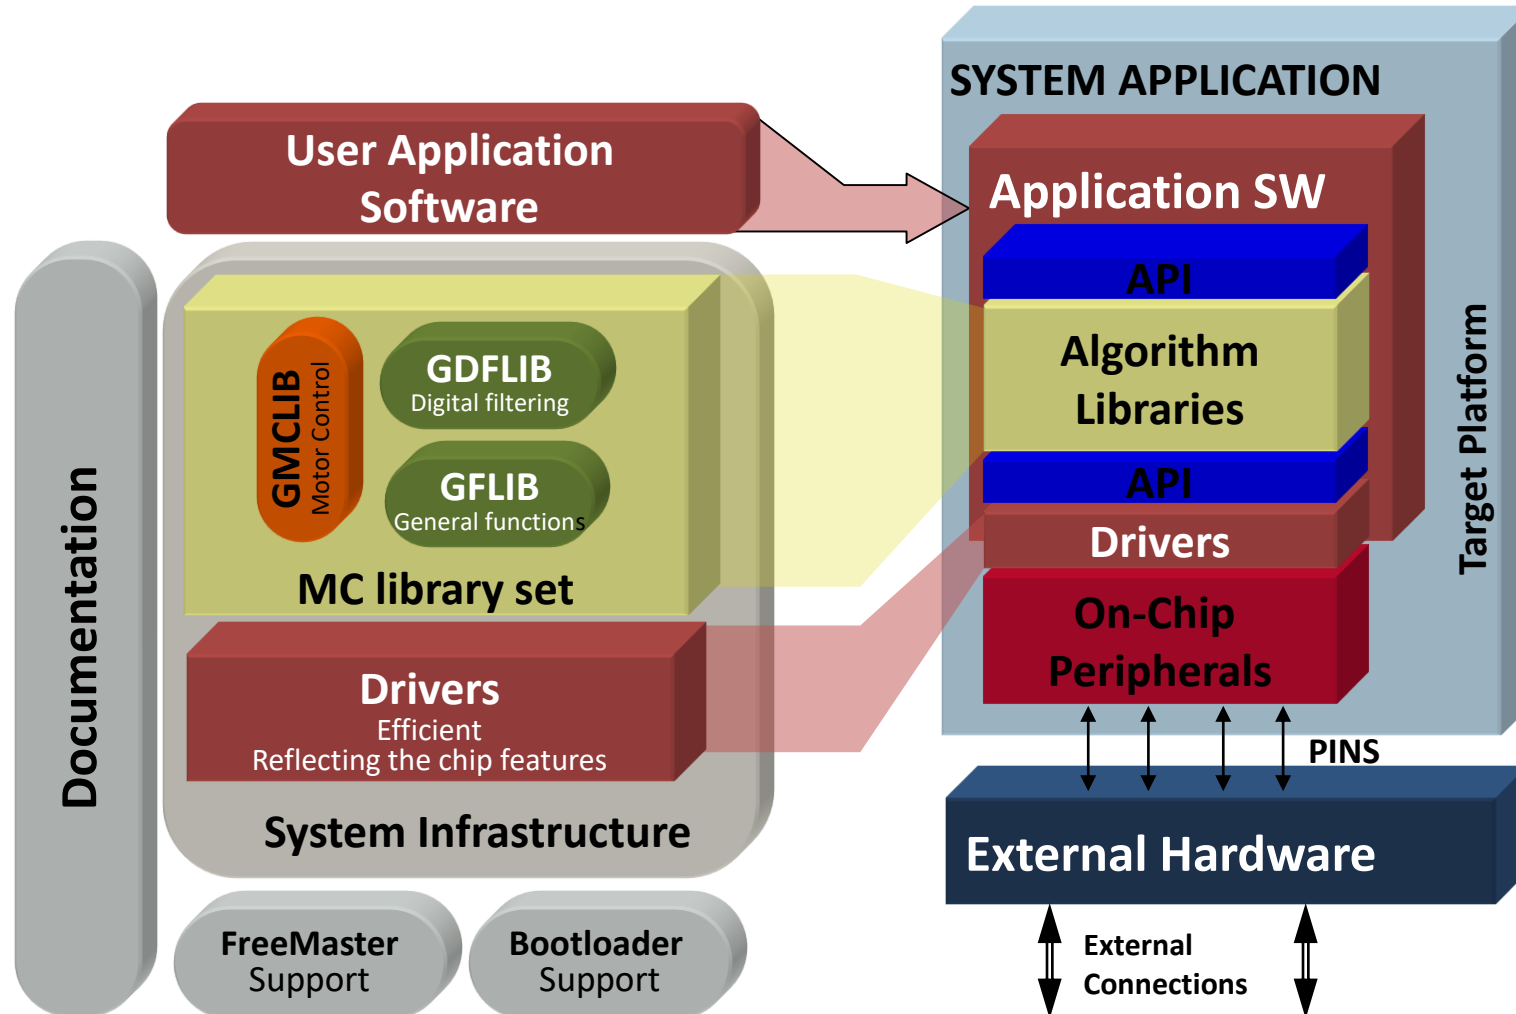 User Application
Software
Documentation
GMCLIB
Motor Control
GDFLIB
Digital filtering
GFLIB
General functions
MC library set
Drivers
Efficient
Reflecting the chip features
System Infrastructure
FreeMaster
Support
Bootloader
Support
SYSTEM APPLICATION
Application SW
API
Algorithm
Libraries
API
Drivers
On-Chip
Peripherals
Target Platform
PINS
External Hardware
External
Connections